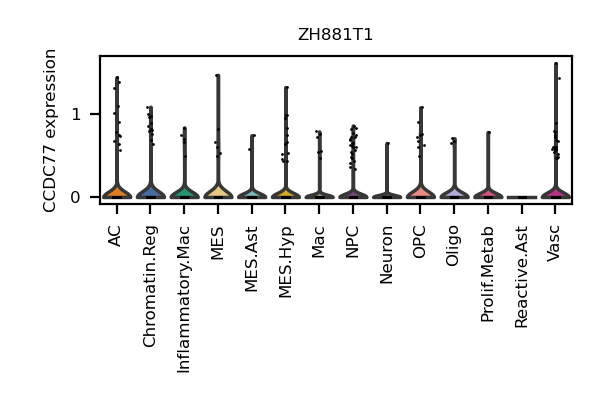 ZH881T1
CCDC77 expression
1
0
AC
Chromatin.Reg
Inflammatory.Mac
MES
MES.Ast
MES.Hyp
Mac
NPC
Neuron
OPC
Oligo
Prolif.Metab
Reactive.Ast
Vasc